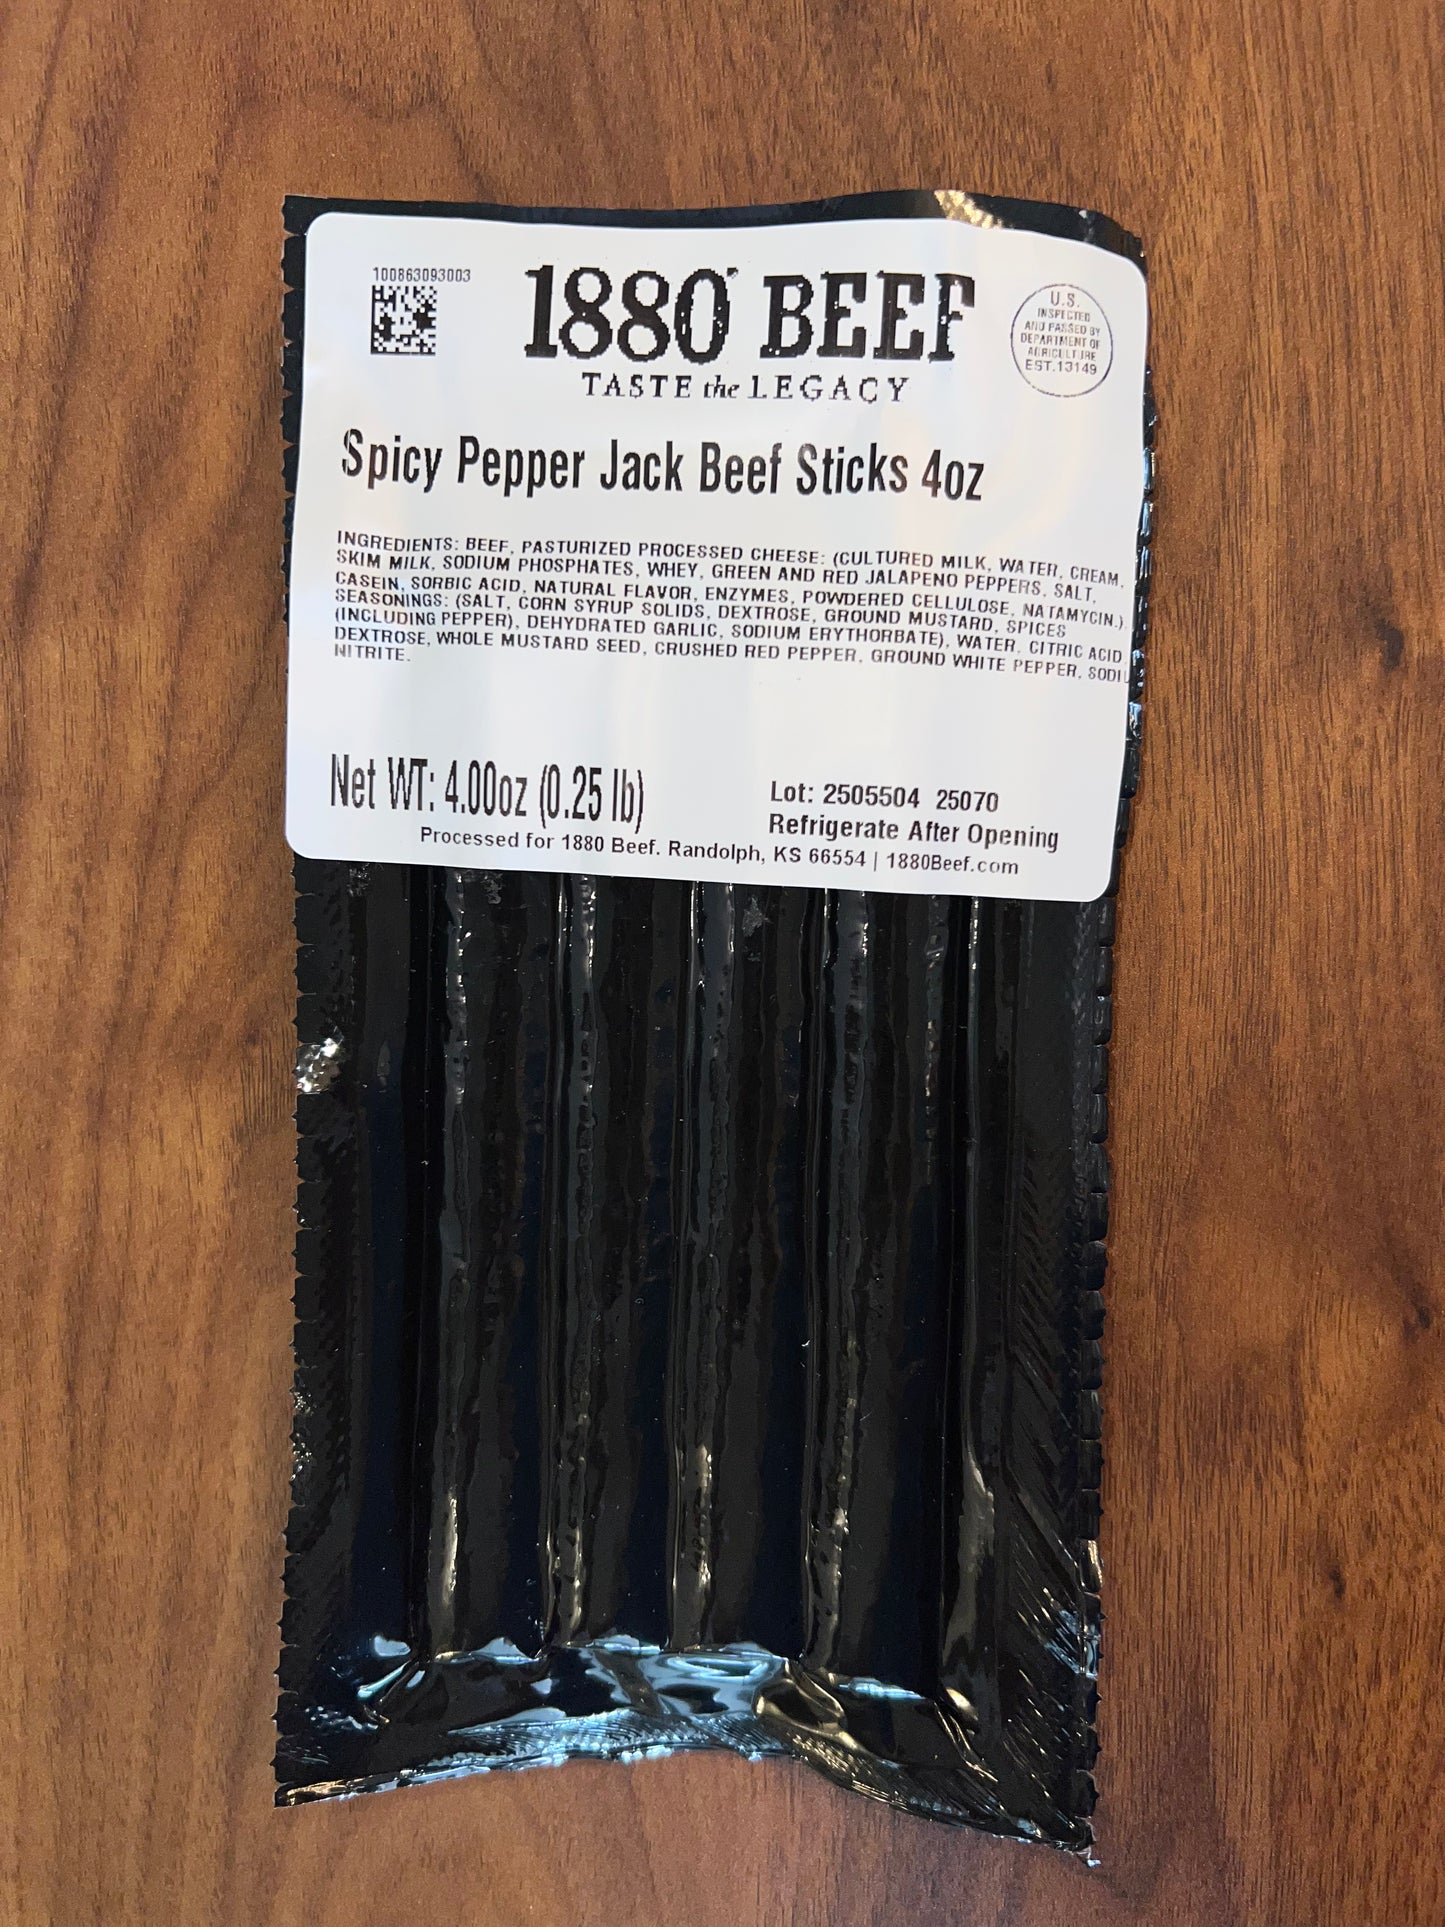 100863093003
1880 BEEF
TASTE the LEGACY
U.S.
INSPECTED
AND PASSED BY
DEPARTMENT OF
AGRICULTURE
EST.13149
Spicy Pepper Jack Beef Sticks 4oz
INGREDIENTS: BEEF, PASTURIZED PROCESSED CHEESE: (CULTURED MILK, WATER, CREAM,
SKIM MILK, SODIUM PHOSPHATES, WHEY, GREEN AND RED JALAPENO PEPPERS, SALT,
CASEIN, SORBIC ACID, NATURAL FLAVOR, ENZYMES, POWDERED CELLULOSE, NATAMYCIN.)
SEASONINGS: (SALT, CORN SYRUP SOLIDS, DEXTROSE, GROUND MUSTARD, SPICES
(INCLUDING PEPPER), DEHYDRATED GARLIC, SODIUM ERYTHORBATE), WATER, CITRIC ACID
DEXTROSE, WHOLE MUSTARD SEED, CRUSHED RED PEPPER, GROUND WHITE PEPPER, SODIU
NITRITE.
Net WT: 4.00oz (0.25 lb)
Lot: 2505504 25070
Refrigerate After Opening
Processed for 1880 Beef. Randolph, KS 66554 | 1880Beef.com